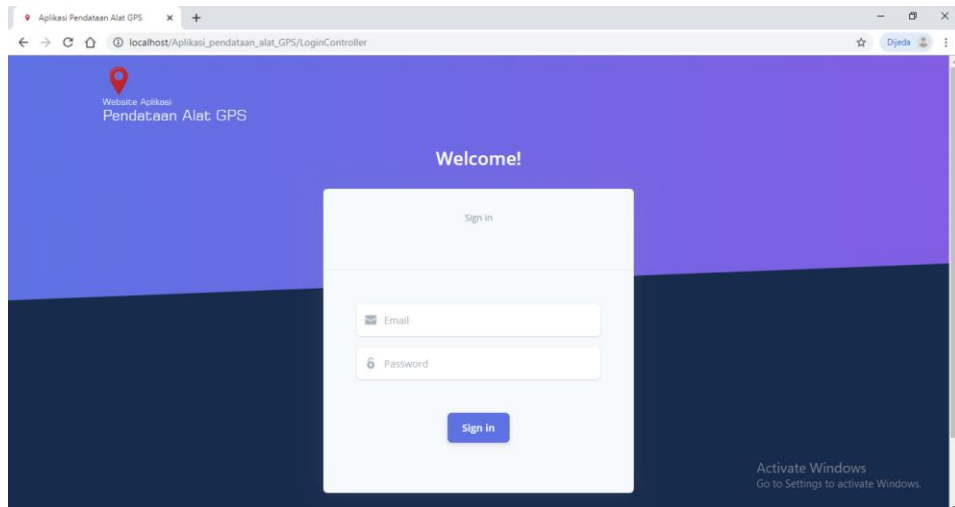 Aplikasi Pendataan Alat GPS
localhost/Aplikasi_pendataan_alat_GPS/LoginController
Dijeda
Website Aplikasi
Pendataan Alat GPS
Welcome!
Sign in
Email
Password
Sign in
Activate Windows
Go to Settings to activate Windows.